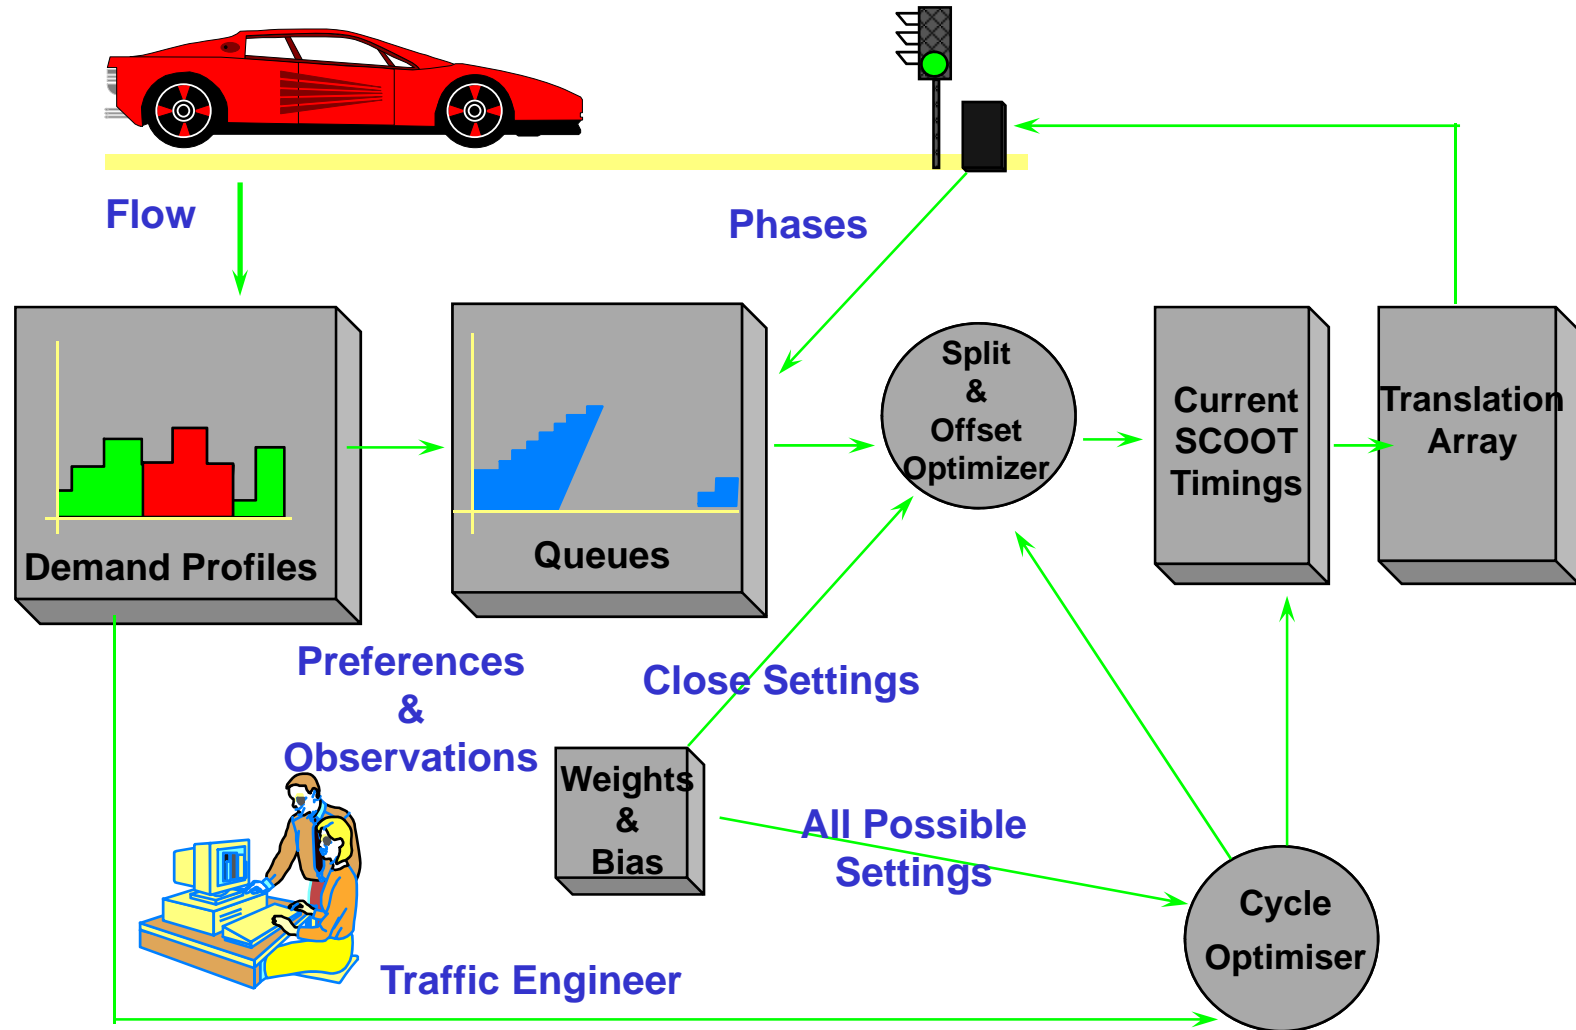 Flow
Phases
Demand Profiles
Queues
Split
&
Offset
Optimizer
Current
SCOOT
Timings
Translation
Array
Preferences
&
Observations
Close Settings
Weights
&
Bias
All Possible
Settings
Cycle
Optimiser
Traffic Engineer